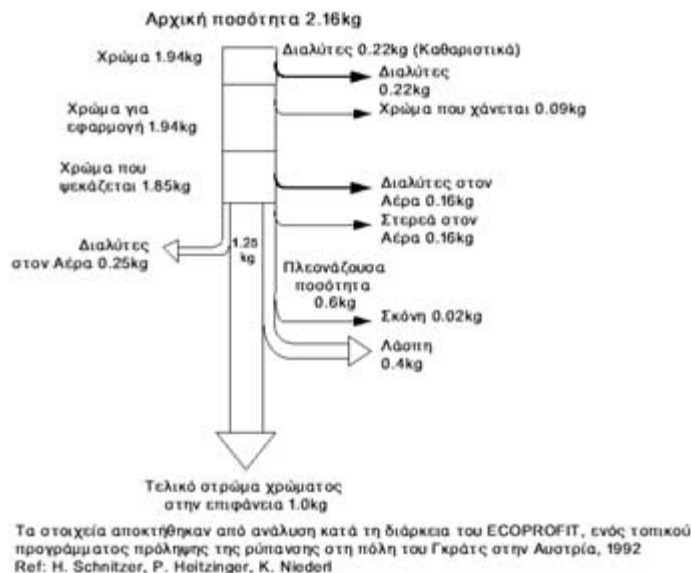 Αρχική ποσότητα 2.16kg
Χρώμα 1.94kg
Διαλύτες 0.22kg (Καθαριστικά)
Διαλύτες
0.22kg
Χρώμα για
εφαρμογή 1.94kg
Χρώμα που χάνεται 0.09kg
Χρώμα που
ψεκάζεται 1.85kg
Διαλύτες στον
Αέρα 0.16kg
Στερεά στον
Αέρα 0.16kg
Διαλύτες
στον Αέρα 0.25kg
1.25
kg
Πλεονάζουσα
ποσότητα
0.6kg
Σκόνη 0.02kg
Λάσπη
0.4kg
Τελικό στρώμα χρώματος
στην επιφάνεια 1.0kg
Τα στοιχεία αποκτήθηκαν από ανάλυση κατά τη διάρκεια του ECOPROFIT, ενός τοπικού
προγράμματος πρόληψης της ρύπανσης στη πόλη του Γκράτς στην Αυστρία, 1992
Ref: H. Schnitzer, P. Heitzinger, K. Niederl